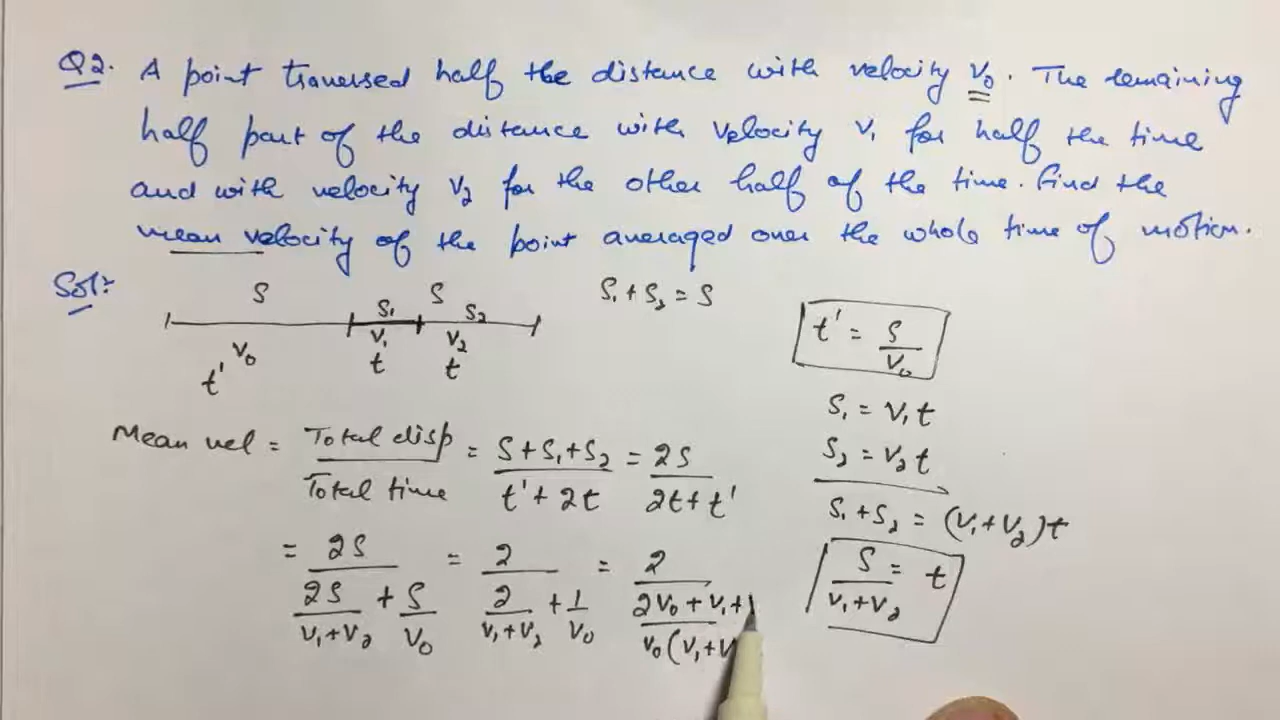 Q2. A point traversed half the distance with velocity v₀. The remaining
half part of the distance with velocity v₁ for half the time
and with velocity v₂ for the other half of the time. Find the
mean velocity of the point averaged over the whole time of motion.
Sol:
S S
S₁ S₂
v₀ v₁ v₂
t' t t
S₁ + S₂ = S
t' = S/v₀
S₁ = v₁t
S₂ = v₂t
S₁ + S₂ = (v₁+v₂)t
S/(v₁+v₂) = t
Mean vel = Total disp / Total time = (S+S₁+S₂)/(t'+2t) = 2S/(2t+t')
= 2S/(2S/(v₁+v₂) + S/v₀) = 2/(2/(v₁+v₂) + 1/v₀) = 2/(2v₀+v₁+ / v₀(v₁+v